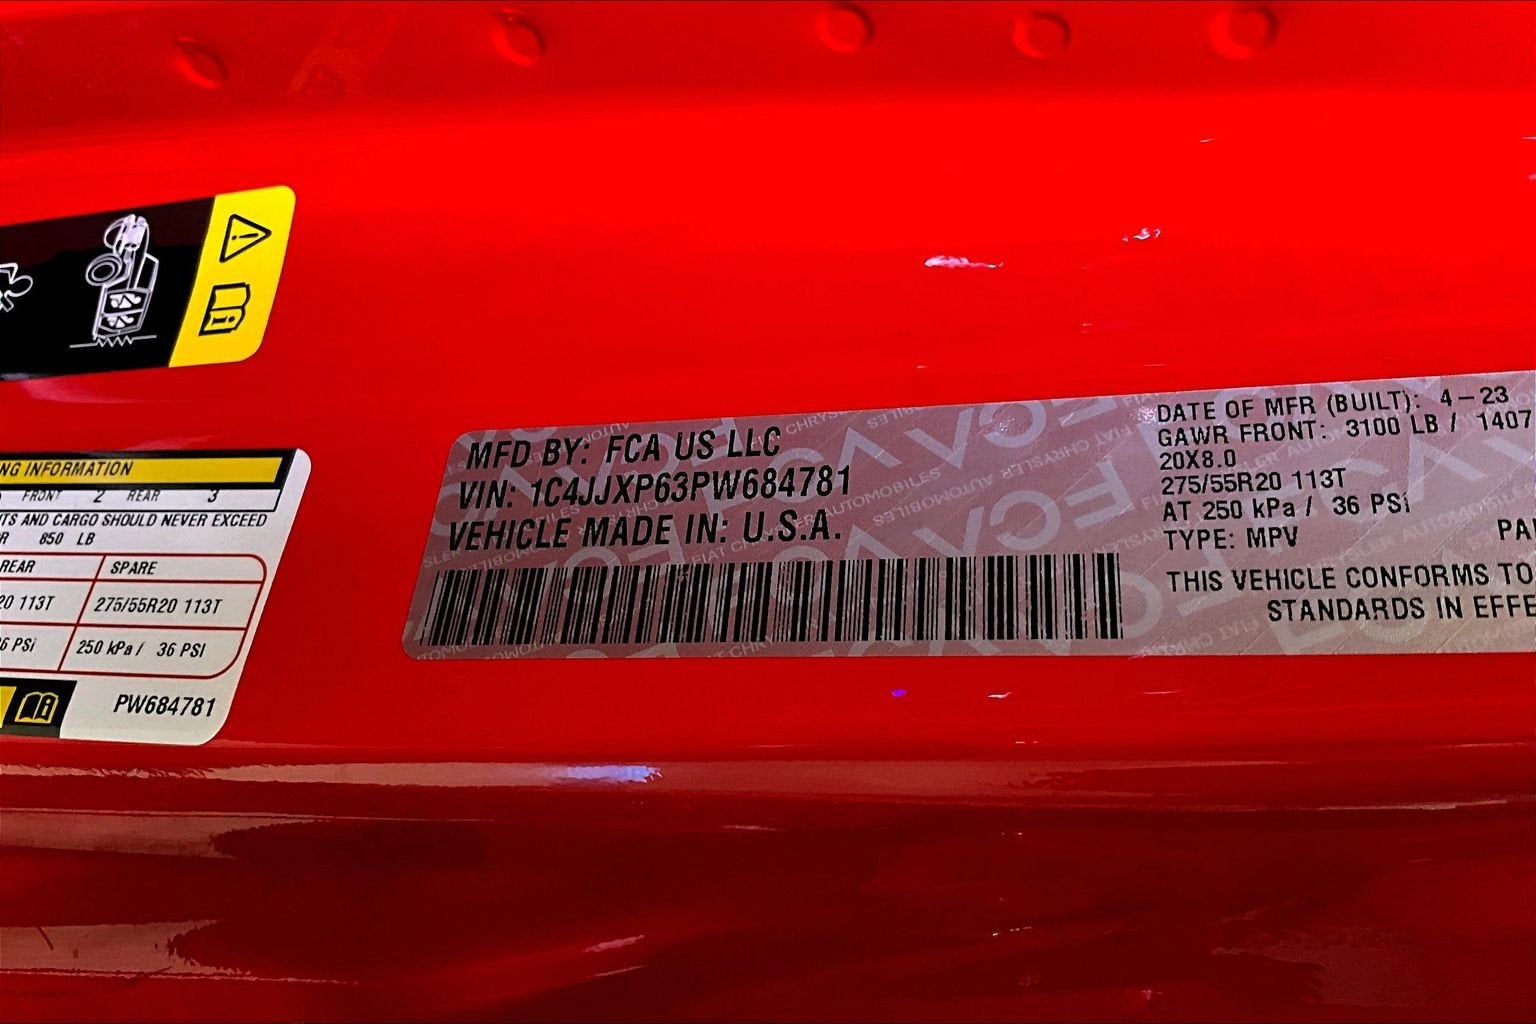 NG INFORMATION
FRONT 2 REAR 3
TS AND CARGO SHOULD NEVER EXCEED
R 850 LB
REAR SPARE
20 113T 275/55R20 113T
6 PSi 250 kPa / 36 PSI
PW684781
MFD BY: FCA US LLC
VIN: 1C4JJXP63PW684781
VEHICLE MADE IN: U.S.A.
DATE OF MFR (BUILT): 4-23
GAWR FRONT: 3100 LB / 1407
20X8.0
275/55R20 113T
AT 250 kPa / 36 PSi
TYPE: MPV PA
THIS VEHICLE CONFORMS TO
STANDARDS IN EFFE